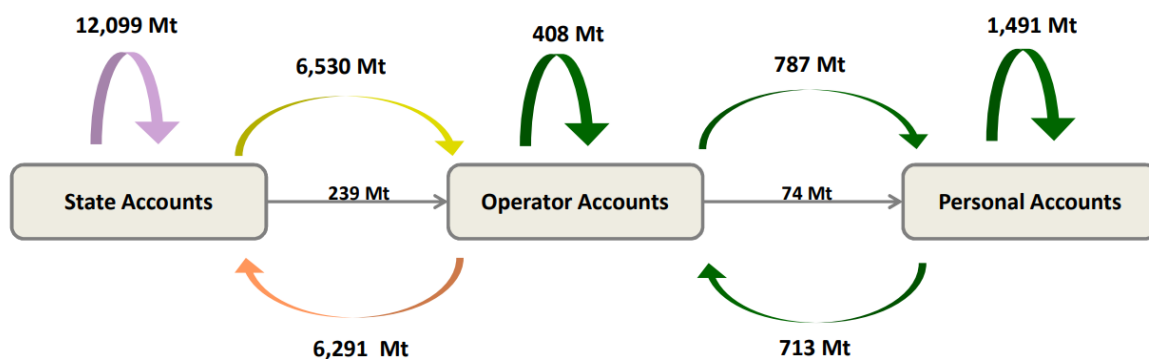 12,099 Mt
6,530 Mt
408 Mt
787 Mt
1,491 Mt
State Accounts
239 Mt
Operator Accounts
74 Mt
Personal Accounts
6,291 Mt
713 Mt